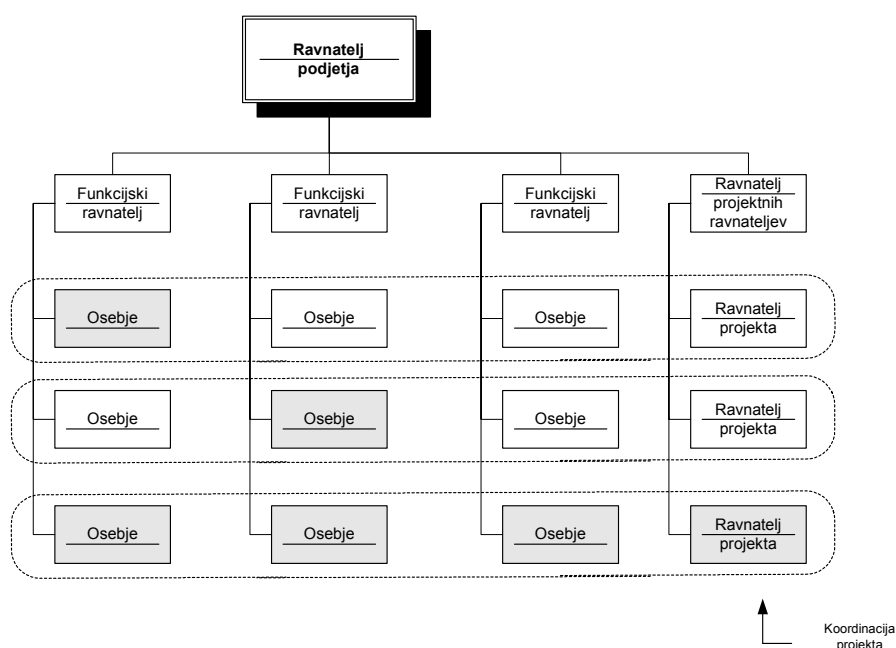 Ravnatelj
podjetja
Funkcijski
ravnatelj
Funkcijski
ravnatelj
Funkcijski
ravnatelj
Ravnatelj
projektnih
ravnateljev
Osebje
Osebje
Osebje
Ravnatelj
projekta
Osebje
Osebje
Osebje
Ravnatelj
projekta
Osebje
Osebje
Osebje
Ravnatelj
projekta
Koordinacija
projekta